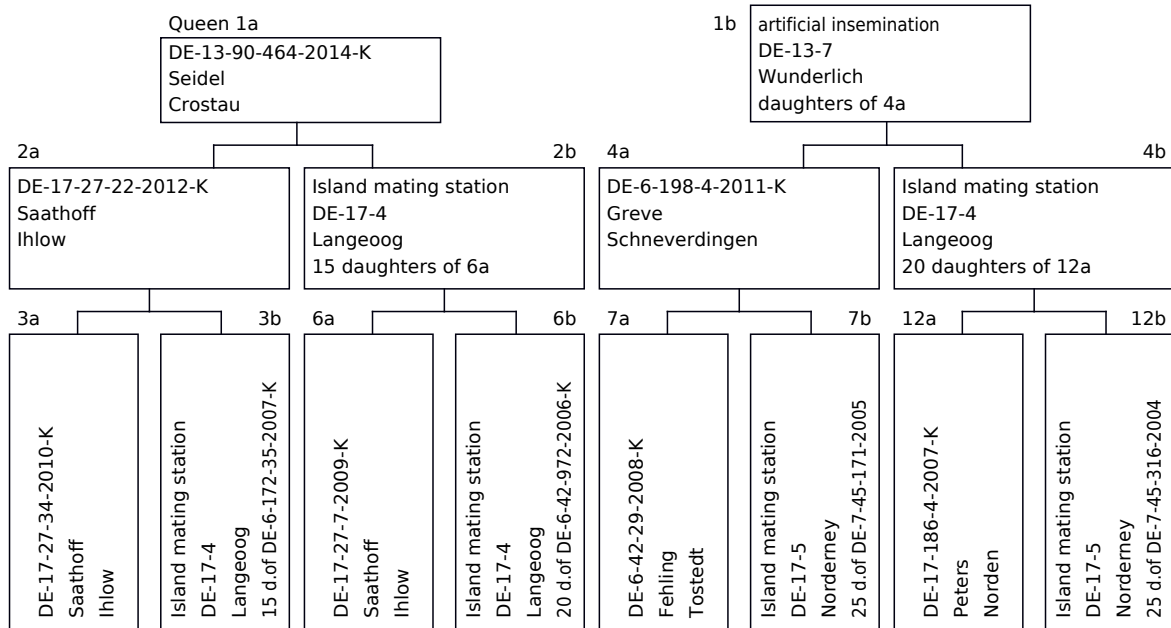 Queen 1a
DE-13-90-464-2014-K
Seidel
Crostau
1b
artificial insemination
DE-13-7
Wunderlich
daughters of 4a
2a
DE-17-27-22-2012-K
Saathoff
Ihlow
2b
Island mating station
DE-17-4
Langeoog
15 daughters of 6a
4a
DE-6-198-4-2011-K
Greve
Schneverdingen
4b
Island mating station
DE-17-4
Langeoog
20 daughters of 12a
3a
DE-17-27-34-2010-K
Saathoff
Ihlow
3b
Island mating station
DE-17-4
Langeoog
15 d.of DE-6-172-35-2007-K
6a
DE-17-27-7-2009-K
Saathoff
Ihlow
6b
Island mating station
DE-17-4
Langeoog
20 d.of DE-6-42-972-2006-K
7a
DE-6-42-29-2008-K
Fehling
Tostedt
7b
Island mating station
DE-17-5
Norderney
25 d.of DE-7-45-171-2005
12a
DE-17-186-4-2007-K
Peters
Norden
12b
Island mating station
DE-17-5
Norderney
25 d.of DE-7-45-316-2004